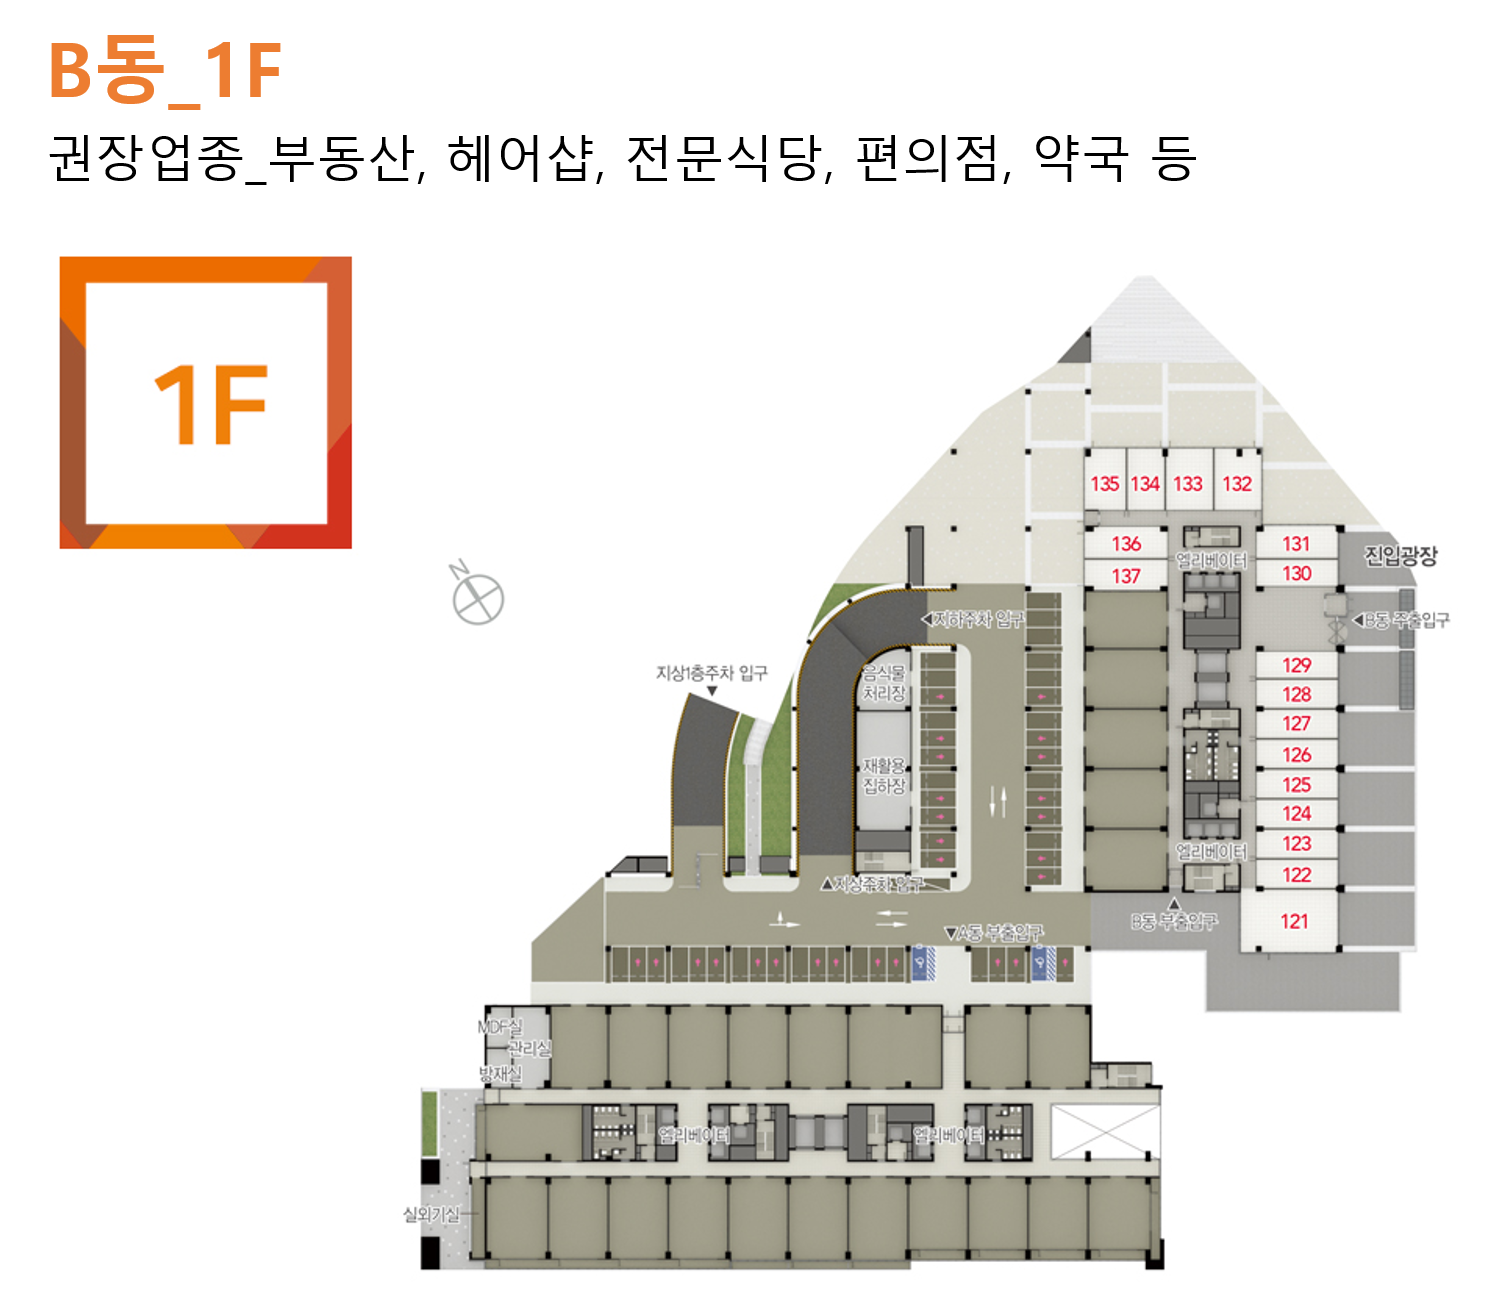 B동_1F
권장업종_부동산, 헤어샵, 전문식당, 편의점, 약국 등
1F
N
135 134 133 132
136
엘리베이터
131
진입광장
137
130
◀지하주차 입구
◀B동 주출입구
지상1층주차 입구
▼
음식물
처리장
129
128
127
재활용
집하장
126
125
124
123
엘리베이터
122
▲지상주차 입구
▲
B동 부출입구
121
▼A동 부출입구
MDF실
관리실
방재실
엘리베이터
엘리베이터
실외기실